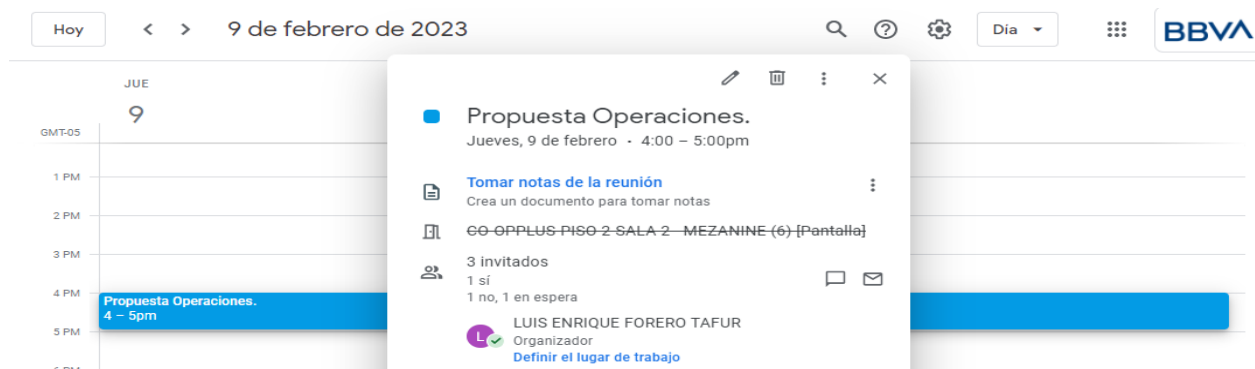 Hoy
9 de febrero de 2023
Día
BBVA
JUE
9
GMT-05
1 PM
2 PM
3 PM
4 PM
5 PM
Propuesta Operaciones.
4 – 5pm
Propuesta Operaciones.
Jueves, 9 de febrero · 4:00 – 5:00pm
Tomar notas de la reunión
Crea un documento para tomar notas
CO OPPLUS PISO 2 SALA 2 MEZANINE (6) [Pantalla]
3 invitados
1 sí
1 no, 1 en espera
L
LUIS ENRIQUE FORERO TAFUR
Organizador
Definir el lugar de trabajo